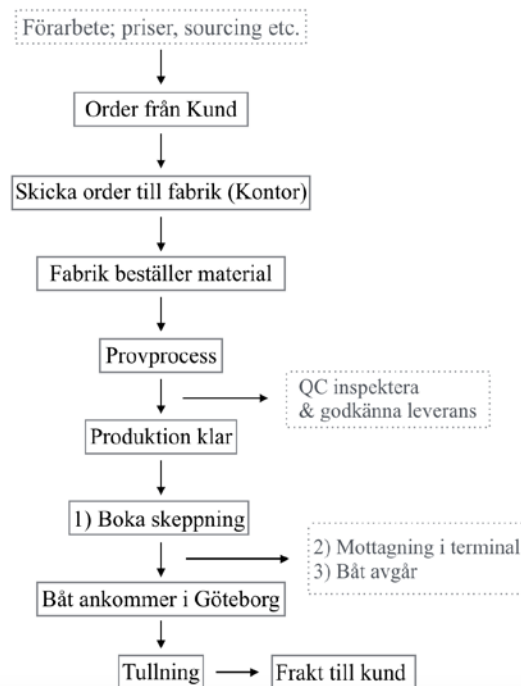 Förarbete; priser, sourcing etc.
Order från Kund
Skicka order till fabrik (Kontor)
Fabrik beställer material
Provprocess
QC inspektera
& godkänna leverans
Produktion klar
1) Boka skeppning
2) Mottagning i terminal
3) Båt avgår
Båt ankommer i Göteborg
Tullning
Frakt till kund